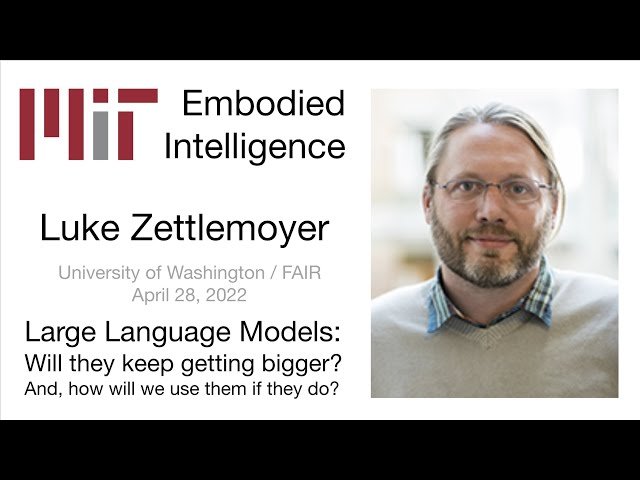 MIT Embodied
Intelligence
Luke Zettlemoyer
University of Washington / FAIR
April 28, 2022
Large Language Models:
Will they keep getting bigger?
And, how will we use them if they do?